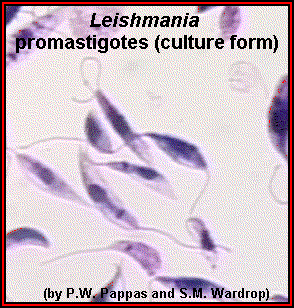 Leishmania
promastigotes (culture form)
(by P.W. Pappas and S.M. Wardrop)